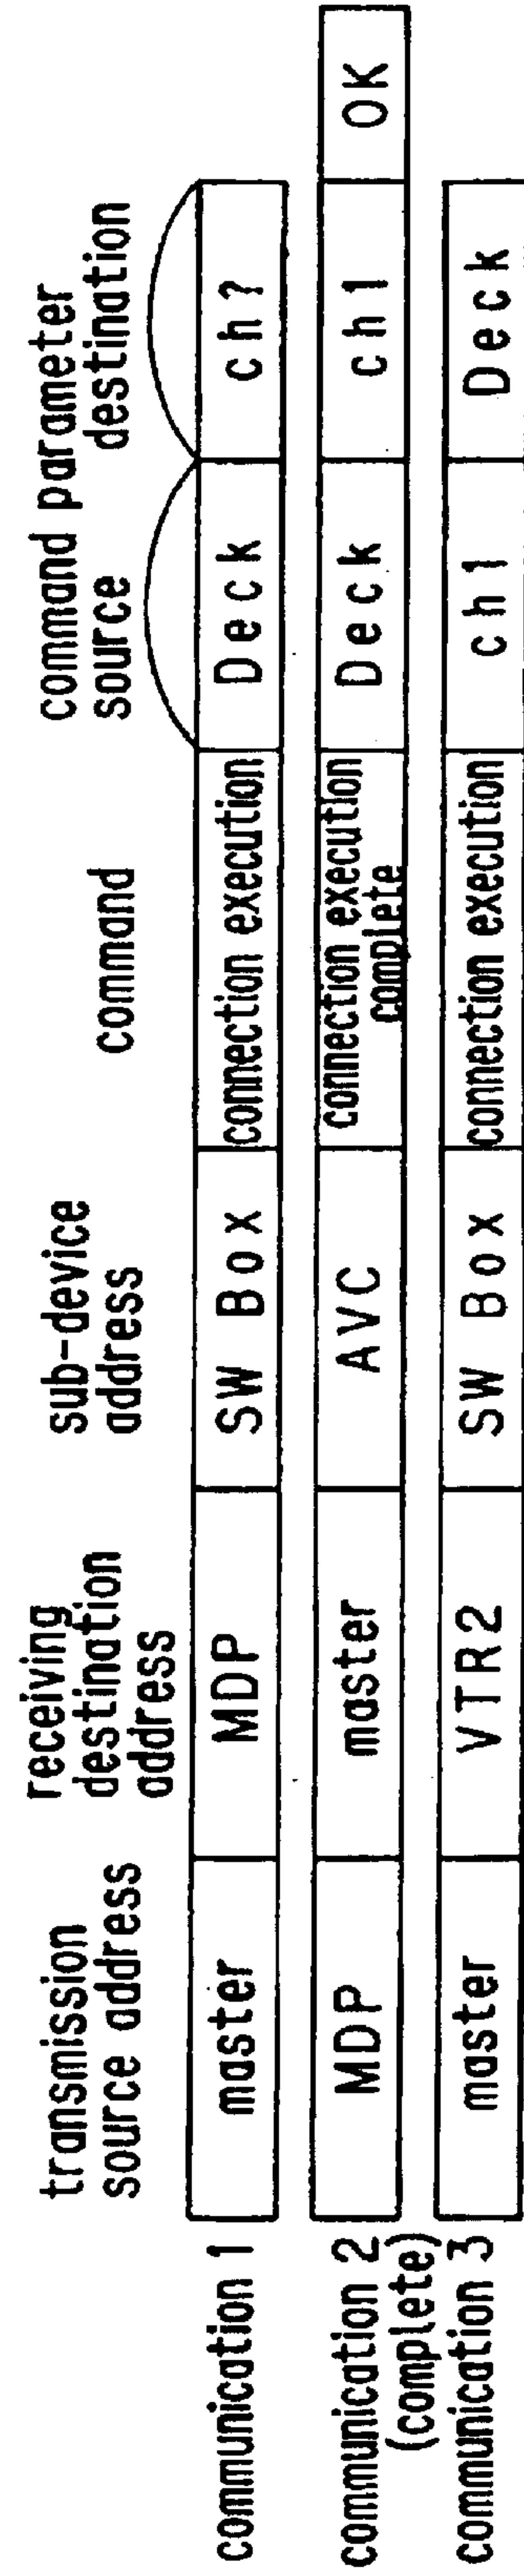 transmission source address
receiving destination address
sub-device address
command
command parameter
source
destination
communication 1
master
MDP
SW Box
connection execution
Deck
ch?
communication 2
(complete)
MDP
master
AVC
connection execution complete
Deck
ch1
OK
communication 3
master
VTR2
SW Box
connection execution
ch1
Deck